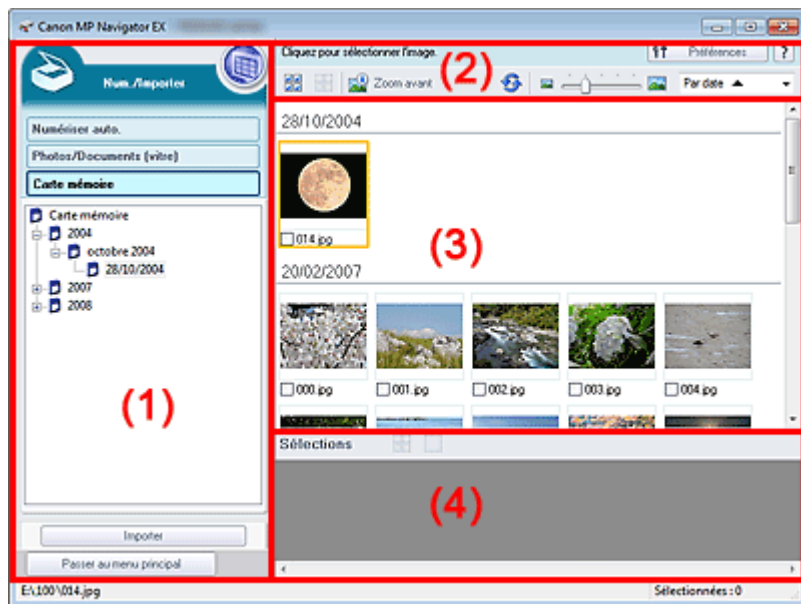 Canon MP Navigator EX
Num./Importer
Numériser auto.
Photos/Documents (vitre)
Carte mémoire
Carte mémoire
2004
octobre 2004
28/10/2004
2007
2008
(1)
Importer
Passer au menu principal
Cliquez pour sélectionner l'image.
Préférences
?
(2)
Zoom avant
Par date
28/10/2004
014.jpg
(3)
20/02/2007
000.jpg
001.jpg
002.jpg
003.jpg
004.jpg
Sélections
(4)
E:\100\014.jpg
Sélectionnées : 0